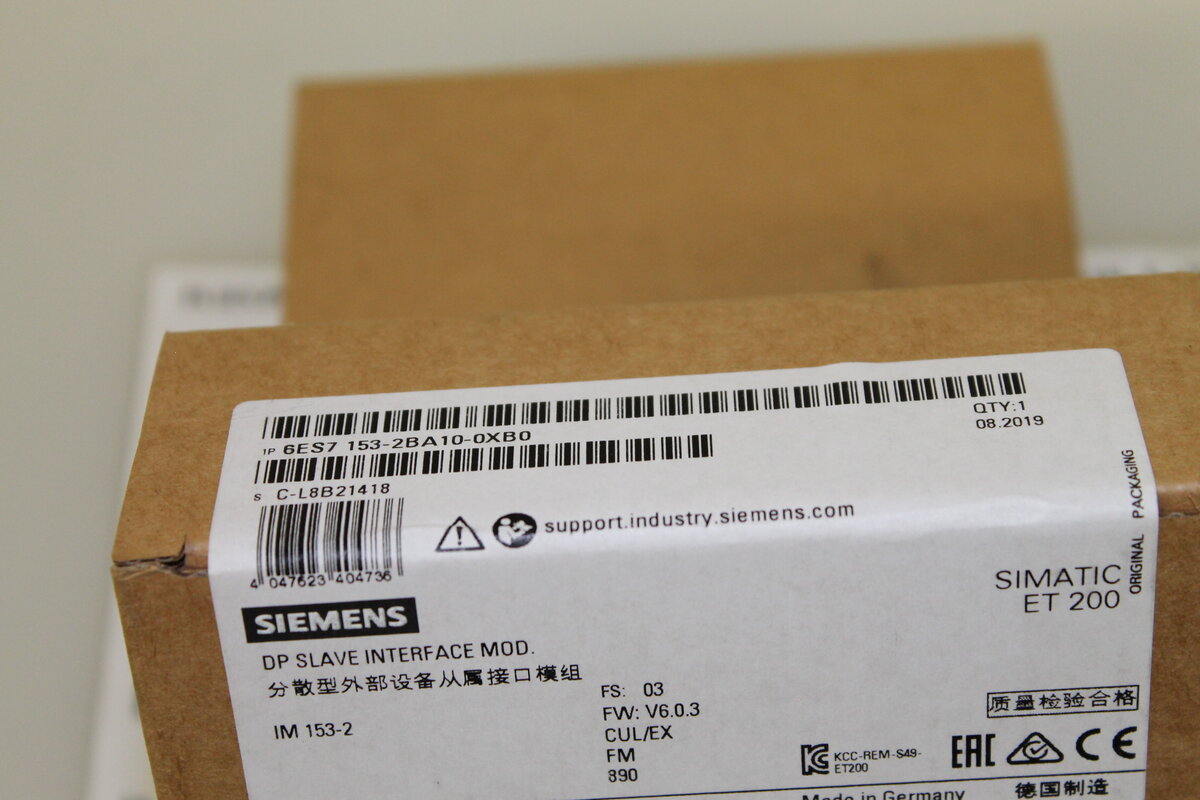 QTY:1
08.2019
1P 6ES7 153-2BA10-0XB0
S C-L8B21418
4 047623 404736
support.industry.siemens.com
ORIGINAL PACKAGING
SIMATIC
ET 200
SIEMENS
DP SLAVE INTERFACE MOD.
分散型外部设备从属接口模组
IM 153-2
FS: 03
FW: V6.0.3
CUL/EX
FM
890
质量检验合格
KCC-REM-S49-
ET200
EAC
CE
Made in Germany
德国制造